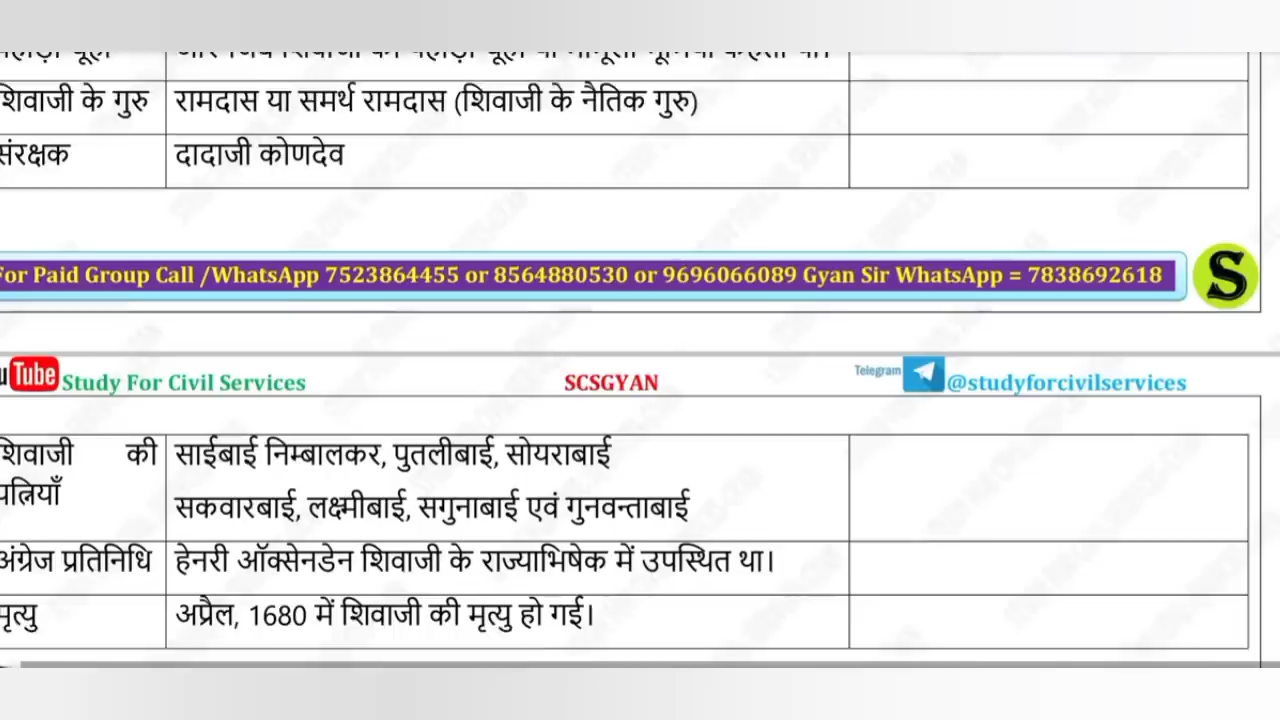 शिवाजी के गुरु रामदास या समर्थ रामदास (शिवाजी के नैतिक गुरु)
संरक्षक दादाजी कोणदेव
For Paid Group Call /WhatsApp 7523864455 or 8564880530 or 9696066089 Gyan Sir WhatsApp = 7838692618 S
Tube Study For Civil Services SCSGYAN Telegram @studyforcivilservices
शिवाजी की साईबाई निम्बालकर, पुतलीबाई, सोयराबाई
पत्नियाँ सकवारबाई, लक्ष्मीबाई, सगुनाबाई एवं गुनवन्ताबाई
अंग्रेज प्रतिनिधि हेनरी ऑक्सेनडेन शिवाजी के राज्याभिषेक में उपस्थित था।
मृत्यु अप्रैल, 1680 में शिवाजी की मृत्यु हो गई।